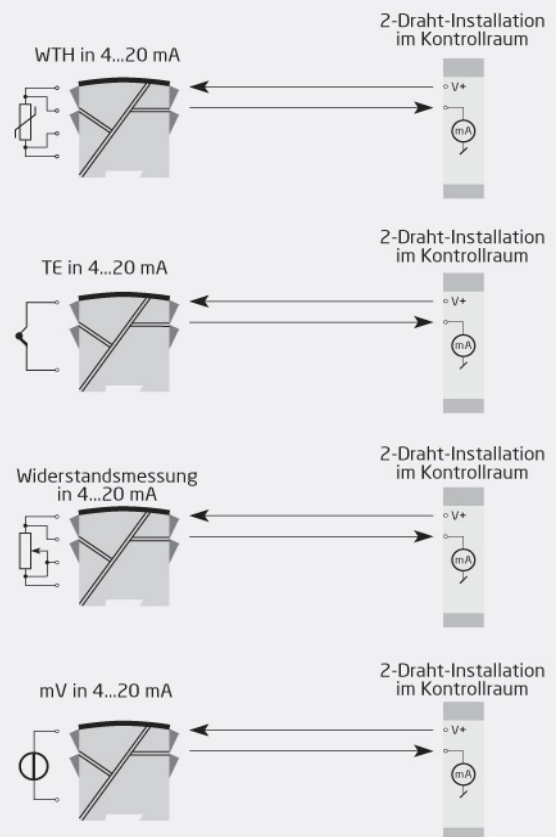 2-Draht-Installation
im Kontrollraum
WTH in 4...20 mA
V+
mA
2-Draht-Installation
im Kontrollraum
TE in 4...20 mA
V+
mA
2-Draht-Installation
im Kontrollraum
Widerstandsmessung
in 4...20 mA
V+
mA
2-Draht-Installation
im Kontrollraum
mV in 4...20 mA
V+
mA